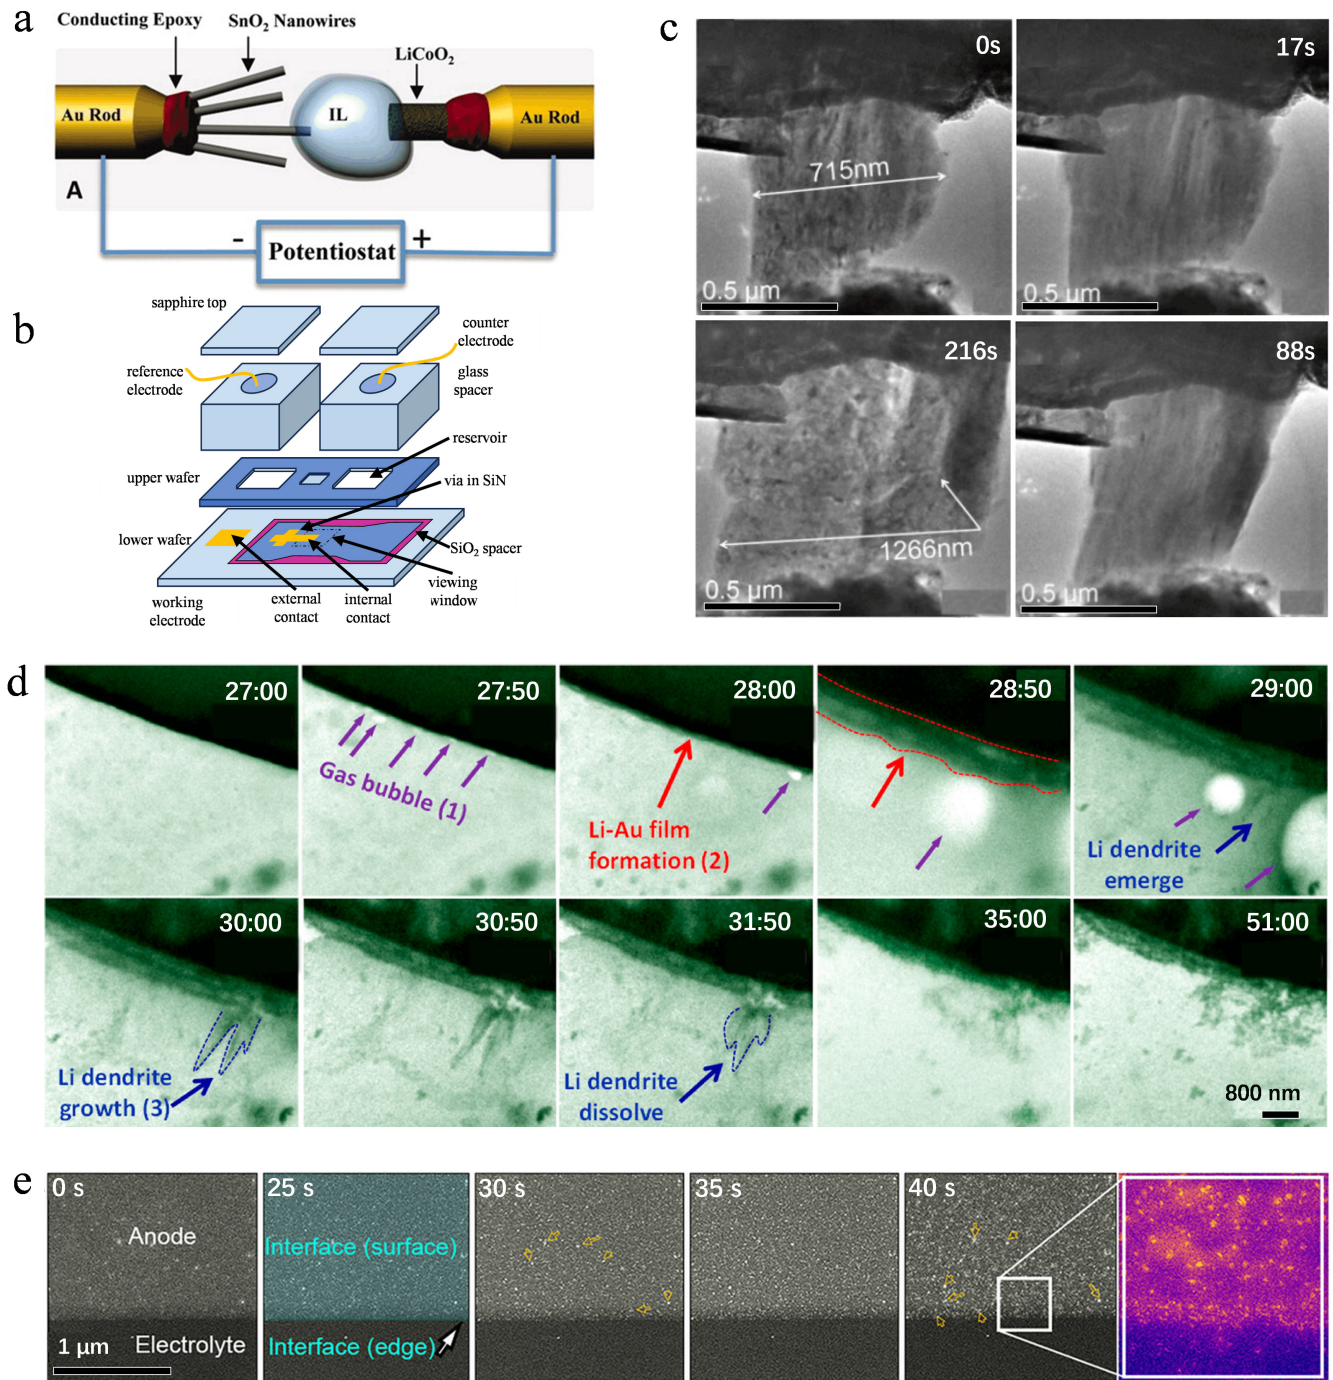 a
Conducting Epoxy
SnO₂ Nanowires
LiCoO₂
Au Rod
IL
Au Rod
A
-
+
Potentiostat
b
sapphire top
counter
electrode
reference
electrode
glass
spacer
reservoir
upper wafer
via in SiN
lower wafer
SiO₂ spacer
viewing
window
working
electrode
external
contact
internal
contact
c
0s
715nm
0.5 µm
17s
0.5 µm
216s
1266nm
0.5 µm
88s
0.5 µm
d
27:00
27:50
Gas bubble (1)
28:00
Li-Au film
formation (2)
28:50
29:00
Li dendrite
emerge
30:00
Li dendrite
growth (3)
30:50
31:50
Li dendrite
dissolve
35:00
51:00
800 nm
e
0 s
Anode
Electrolyte
1 µm
25 s
Interface (surface)
Interface (edge)
30 s
35 s
40 s